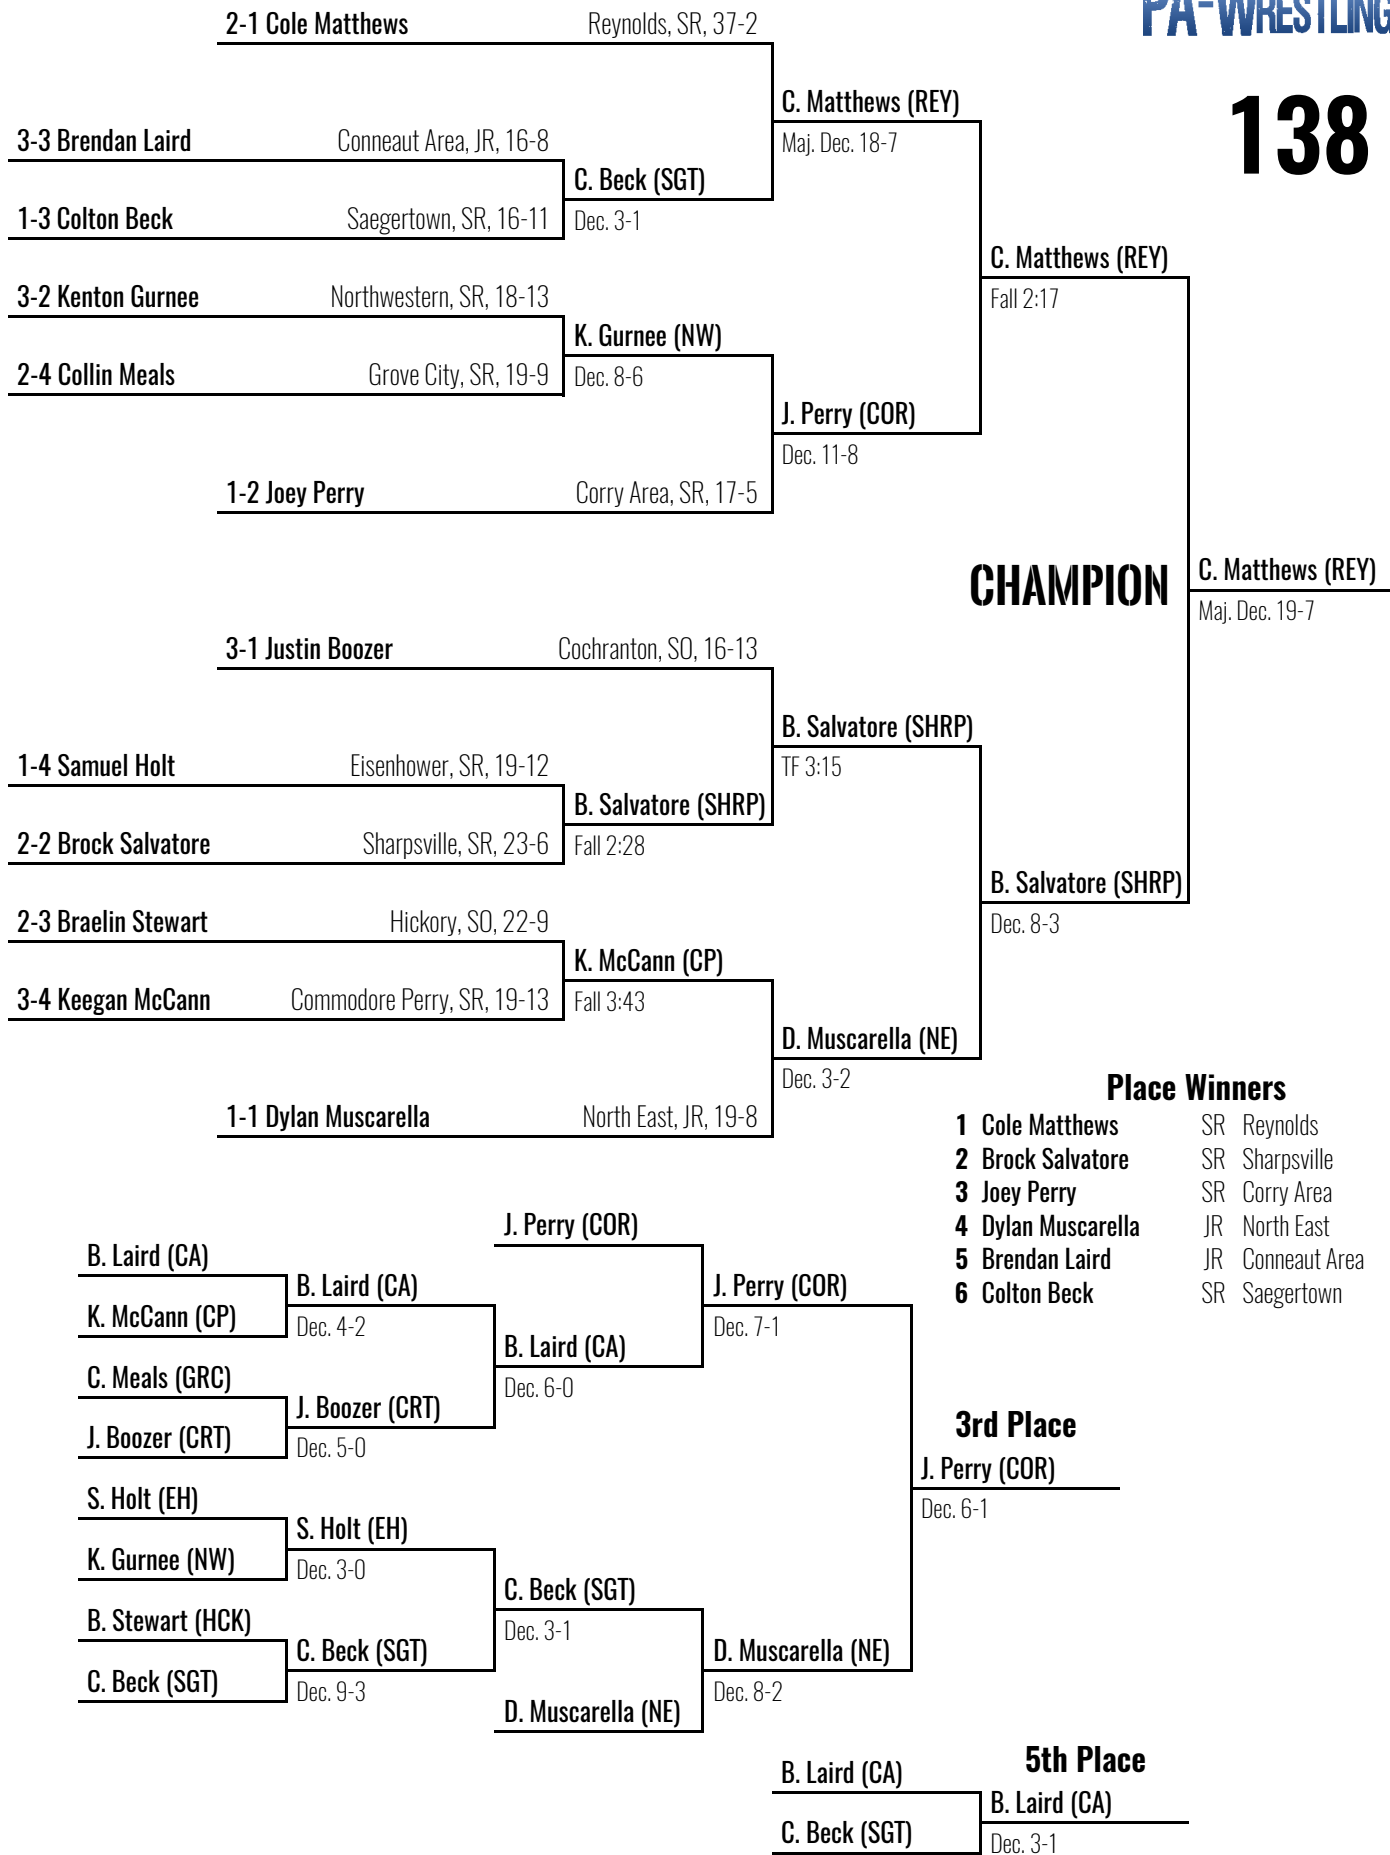 PA-WRESTLING
138
2-1 Cole Matthews Reynolds, SR, 37-2
C. Matthews (REY)
Maj. Dec. 18-7
3-3 Brendan Laird Conneaut Area, JR, 16-8
C. Beck (SGT)
Dec. 3-1
1-3 Colton Beck Saegertown, SR, 16-11
C. Matthews (REY)
Fall 2:17
3-2 Kenton Gurnee Northwestern, SR, 18-13
K. Gurnee (NW)
Dec. 8-6
2-4 Collin Meals Grove City, SR, 19-9
J. Perry (COR)
Dec. 11-8
1-2 Joey Perry Corry Area, SR, 17-5
CHAMPION
C. Matthews (REY)
Maj. Dec. 19-7
3-1 Justin Boozer Cochranton, SO, 16-13
B. Salvatore (SHRP)
TF 3:15
1-4 Samuel Holt Eisenhower, SR, 19-12
B. Salvatore (SHRP)
Fall 2:28
2-2 Brock Salvatore Sharpsville, SR, 23-6
B. Salvatore (SHRP)
Dec. 8-3
2-3 Braelin Stewart Hickory, SO, 22-9
K. McCann (CP)
Fall 3:43
3-4 Keegan McCann Commodore Perry, SR, 19-13
D. Muscarella (NE)
Dec. 3-2
1-1 Dylan Muscarella North East, JR, 19-8
Place Winners
1 Cole Matthews SR Reynolds
2 Brock Salvatore SR Sharpsville
3 Joey Perry SR Corry Area
4 Dylan Muscarella JR North East
5 Brendan Laird JR Conneaut Area
6 Colton Beck SR Saegertown
J. Perry (COR)
B. Laird (CA)
B. Laird (CA)
Dec. 4-2
K. McCann (CP)
J. Perry (COR)
Dec. 7-1
B. Laird (CA)
Dec. 6-0
C. Meals (GRC)
J. Boozer (CRT)
Dec. 5-0
J. Boozer (CRT)
3rd Place
J. Perry (COR)
Dec. 6-1
S. Holt (EH)
S. Holt (EH)
Dec. 3-0
K. Gurnee (NW)
C. Beck (SGT)
Dec. 3-1
B. Stewart (HCK)
C. Beck (SGT)
Dec. 9-3
C. Beck (SGT)
D. Muscarella (NE)
Dec. 8-2
D. Muscarella (NE)
5th Place
B. Laird (CA)
B. Laird (CA)
Dec. 3-1
C. Beck (SGT)